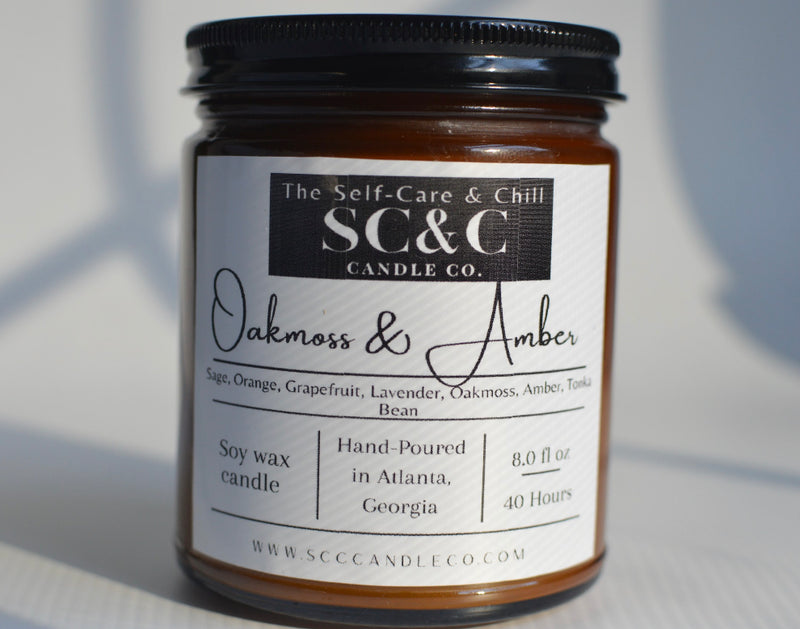 The Self-Care & Chill
SC&C
CANDLE CO.
Oakmoss & Amber
Sage, Orange, Grapefruit, Lavender, Oakmoss, Amber, Tonka
Bean
Soy wax
candle
Hand-Poured
in Atlanta,
Georgia
8.0 fl oz
40 Hours
WWW.SCCCANDLECO.COM